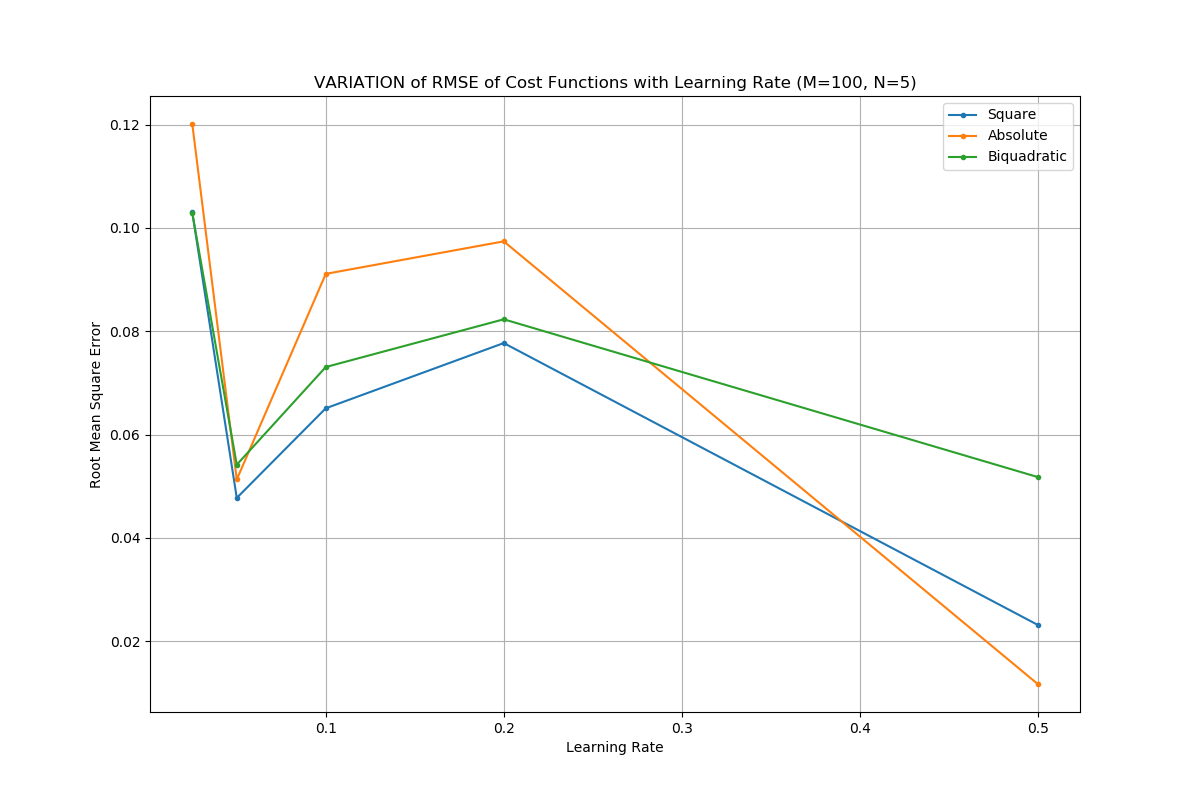 VARIATION of RMSE of Cost Functions with Learning Rate (M=100, N=5)
Square
Absolute
Biquadratic
0.12
0.10
0.08
0.06
0.04
0.02
Root Mean Square Error
0.1 0.2 0.3 0.4 0.5
Learning Rate